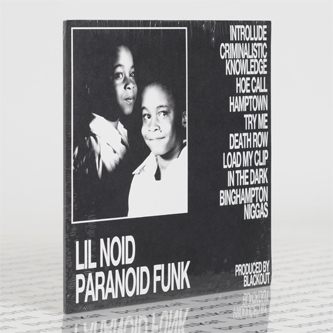 INTROLUDE
CRIMINALISTIC
KNOWLEDGE
HOE CALL
HAMPTOWN
TRY ME
DEATH ROW
LOAD MY CLIP
IN THE DARK
BINGHAMPTON
NIGGAS
LIL NOID
PARANOID FUNK
PRODUCED BY
BLACKOUT